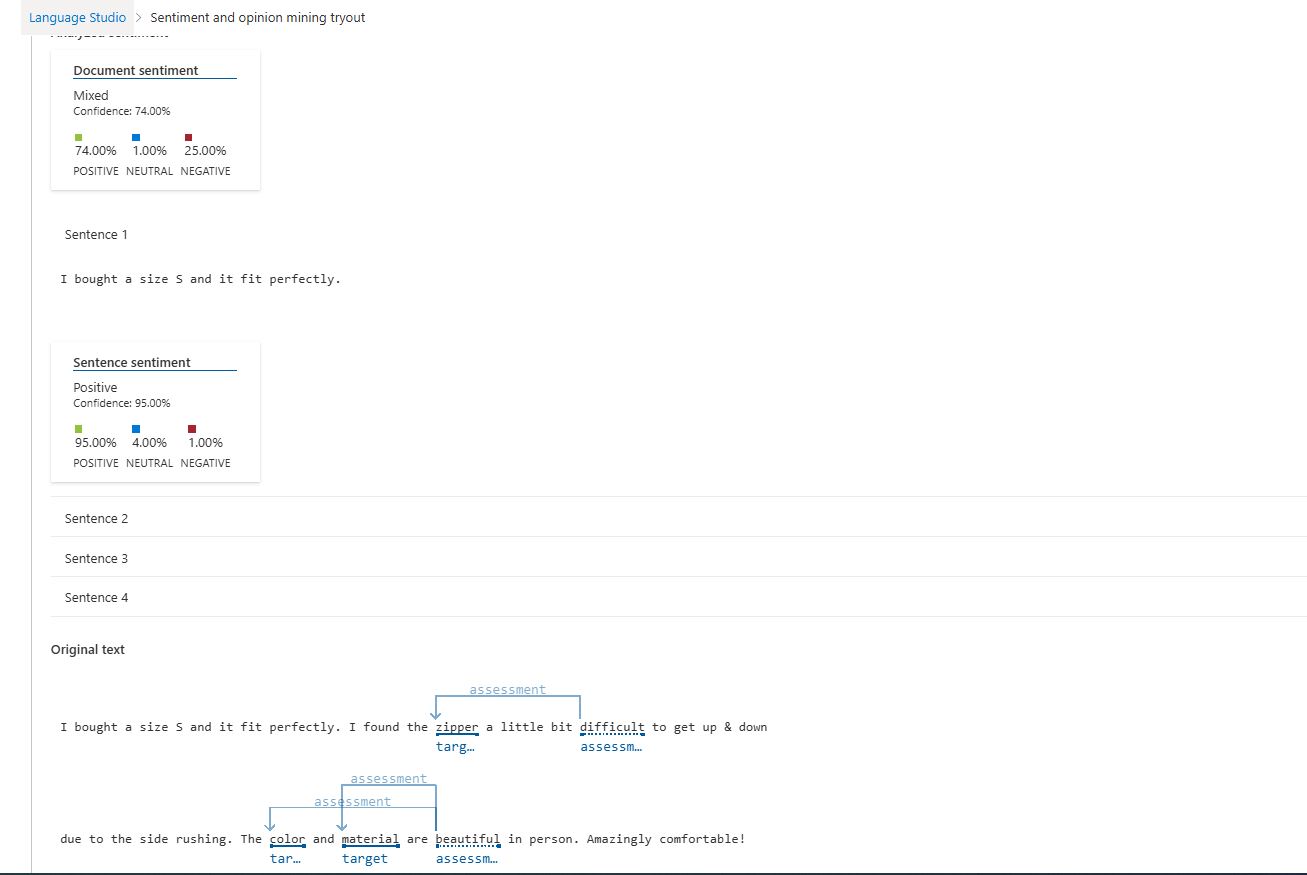 Language Studio > Sentiment and opinion mining tryout
Analyzed sentiment
Document sentiment
Mixed
Confidence: 74.00%
74.00% 1.00% 25.00%
POSITIVE NEUTRAL NEGATIVE
Sentence 1
I bought a size S and it fit perfectly.
Sentence sentiment
Positive
Confidence: 95.00%
95.00% 4.00% 1.00%
POSITIVE NEUTRAL NEGATIVE
Sentence 2
Sentence 3
Sentence 4
Original text
assessment
I bought a size S and it fit perfectly. I found the zipper a little bit difficult to get up & down
targ... assessm...
assessment
assessment
due to the side rushing. The color and material are beautiful in person. Amazingly comfortable!
tar... target assessm...